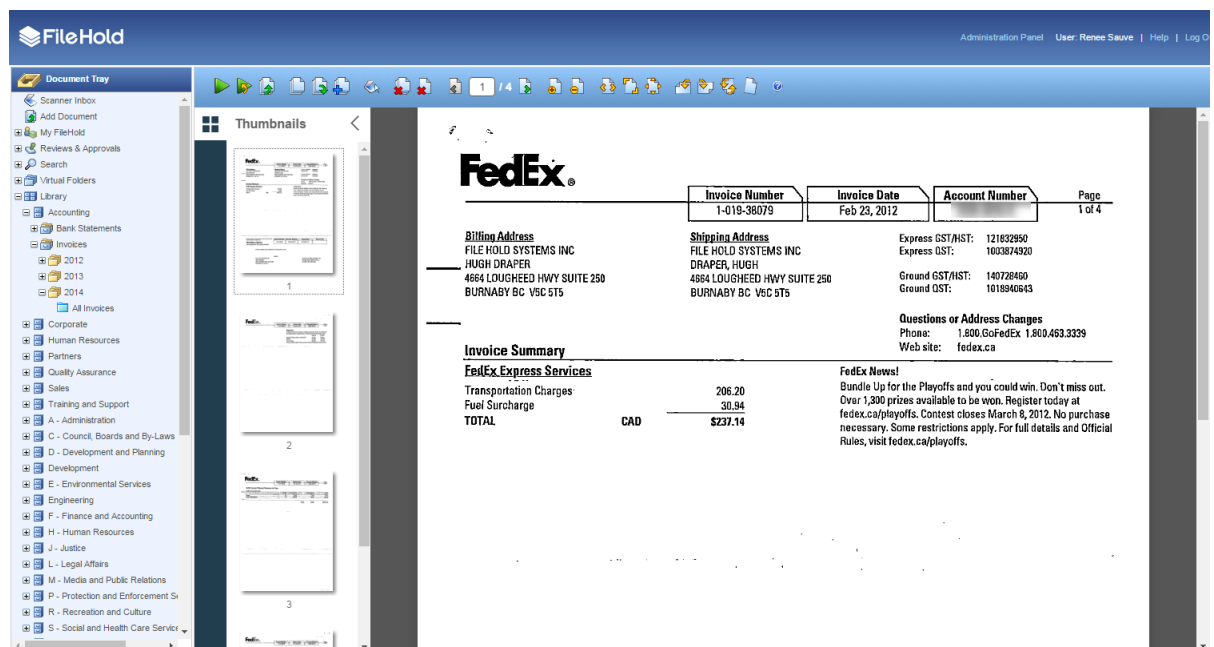 FileHold
Administration Panel User: Renee Sauve | Help | Log O
Document Tray
Scanner Inbox
Add Document
My FileHold
Reviews & Approvals
Search
Virtual Folders
Library
Accounting
Bank Statements
Invoices
2012
2013
2014
All Invoices
Corporate
Human Resources
Partners
Quality Assurance
Sales
Training and Support
A - Administration
C - Council, Boards and By-Laws
D - Development and Planning
Development
E - Environmental Services
Engineering
F - Finance and Accounting
H - Human Resources
J - Justice
L - Legal Affairs
M - Media and Public Relations
P - Protection and Enforcement Se
R - Recreation and Culture
S - Social and Health Care Service
1 / 4
Thumbnails
FedEx
1
FedEx
2
FedEx
3
FedEx
FedEx®
Invoice Number Invoice Date Account Number Page
1-019-38079 Feb 23, 2012 1 of 4
Billing Address
FILE HOLD SYSTEMS INC
HUGH DRAPER
4664 LOUGHEED HWY SUITE 250
BURNABY BC V5C 5T5
Shipping Address
FILE HOLD SYSTEMS INC
DRAPER, HUGH
4664 LOUGHEED HWY SUITE 250
BURNABY BC V5C 5T5
Express GST/HST: 121832950
Express QST: 1003874920
Ground GST/HST: 140728460
Ground QST: 1018940643
Questions or Address Changes
Phone: 1.800.GoFedEx 1.800.463.3339
Web site: fedex.ca
Invoice Summary
FedEx Express Services
Transportation Charges 206.20
Fuel Surcharge 30.94
TOTAL CAD $237.14
FedEx News!
Bundle Up for the Playoffs and you could win. Don't miss out.
Over 1,300 prizes available to be won. Register today at
fedex.ca/playoffs. Contest closes March 8, 2012. No purchase
necessary. Some restrictions apply. For full details and Official
Rules, visit fedex.ca/playoffs.